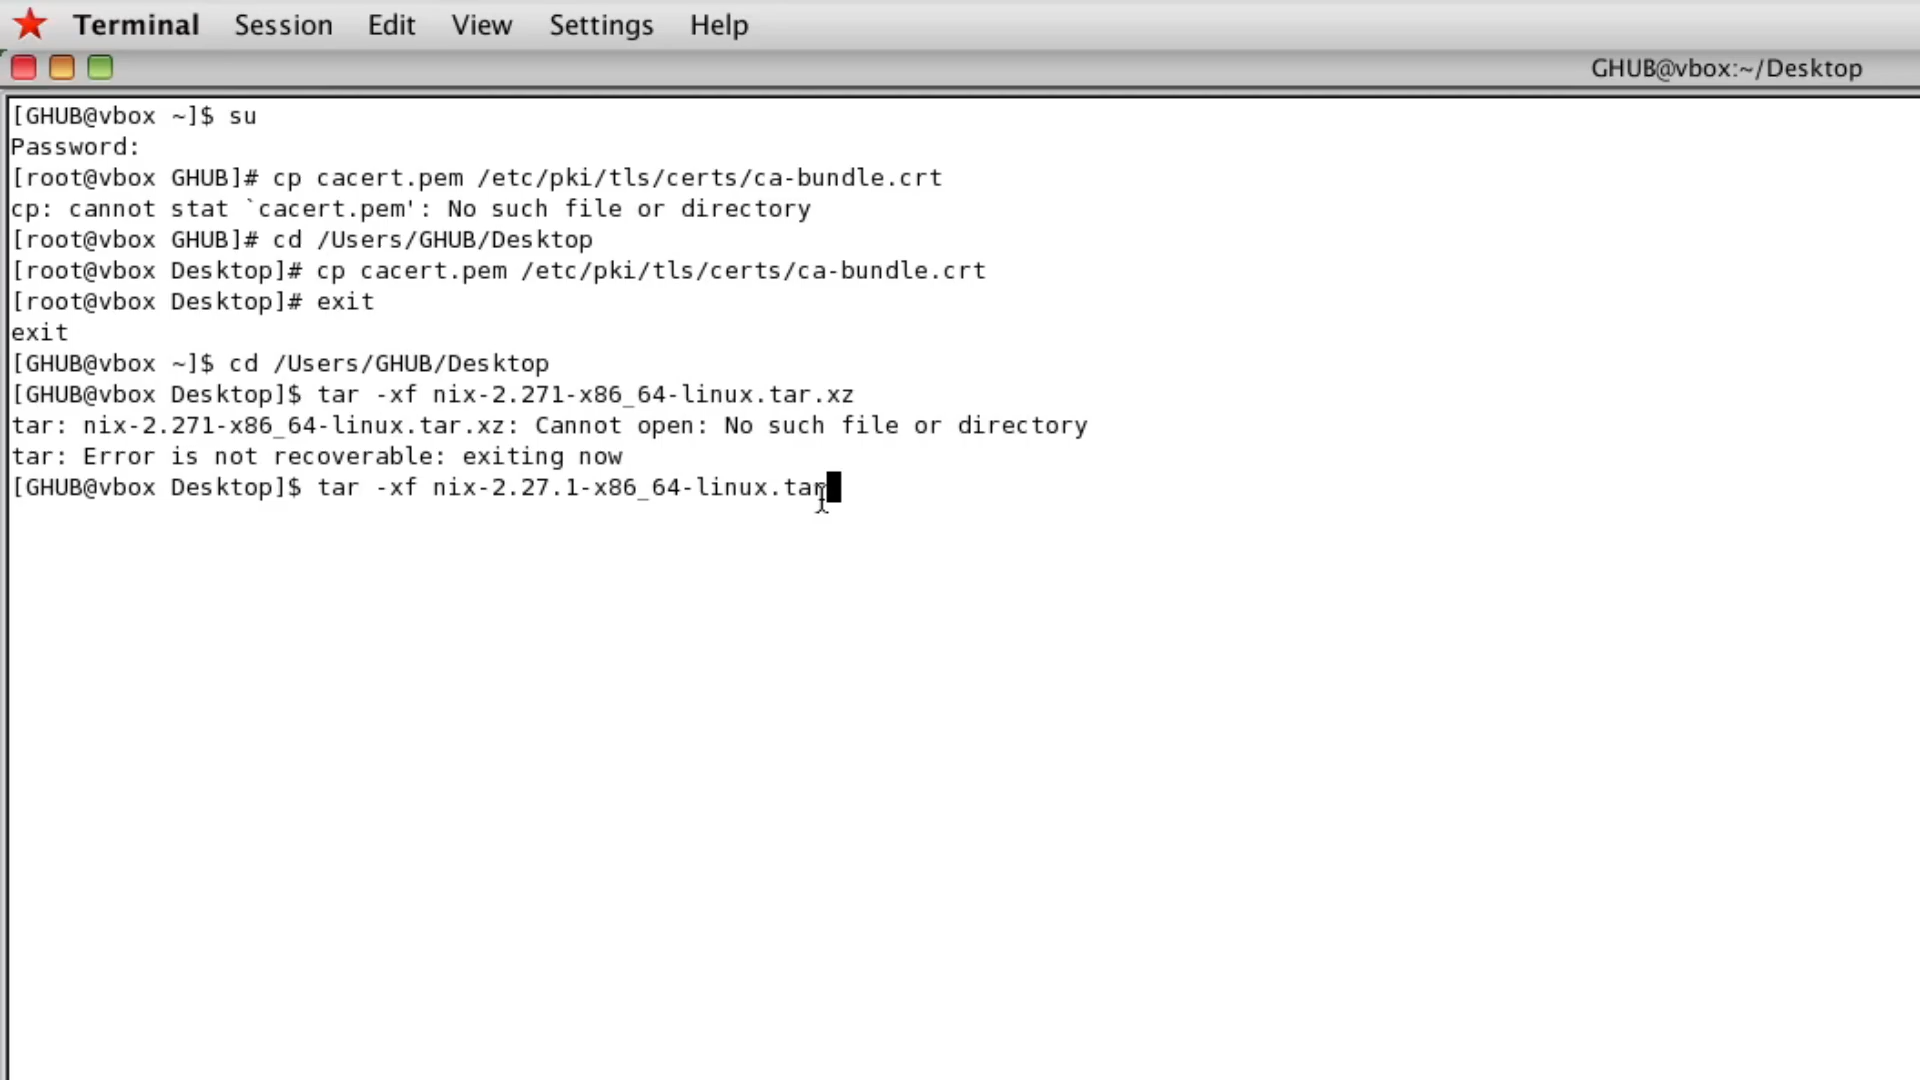 Terminal Session Edit View Settings Help
GHUB@vbox:~/Desktop
[GHUB@vbox ~]$ su
Password:
[root@vbox GHUB]# cp cacert.pem /etc/pki/tls/certs/ca-bundle.crt
cp: cannot stat `cacert.pem': No such file or directory
[root@vbox GHUB]# cd /Users/GHUB/Desktop
[root@vbox Desktop]# cp cacert.pem /etc/pki/tls/certs/ca-bundle.crt
[root@vbox Desktop]# exit
exit
[GHUB@vbox ~]$ cd /Users/GHUB/Desktop
[GHUB@vbox Desktop]$ tar -xf nix-2.271-x86_64-linux.tar.xz
tar: nix-2.271-x86_64-linux.tar.xz: Cannot open: No such file or directory
tar: Error is not recoverable: exiting now
[GHUB@vbox Desktop]$ tar -xf nix-2.27.1-x86_64-linux.tar